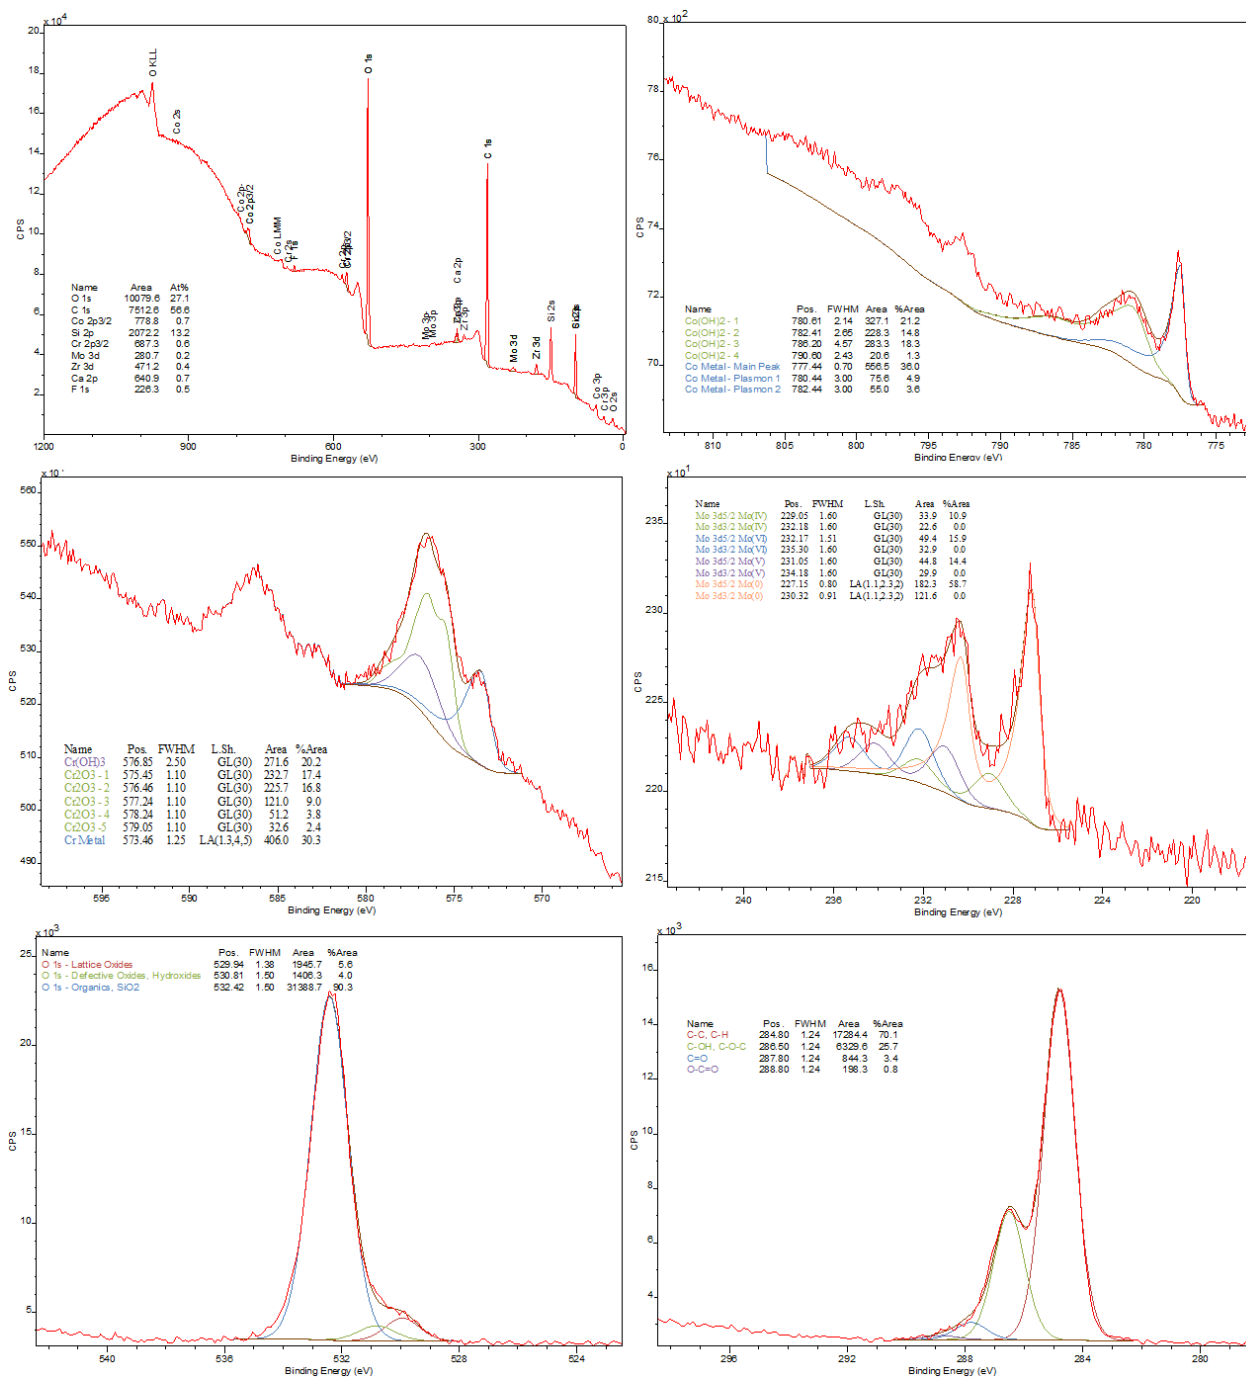 x 10⁴
20
18
16
14
12
10
8
6
4
2
CPS
O KLL
Co 2s
Co 2p
Co 2p3/2
Co LMM
Cr 2s
F 1s
Cr 2p3/2
O 1s
Mo 3p
Mo 3p
Ca 2p
Zr 3p
C 1s
Mo 3d
Zr 3d
Si 2s
Si 2p
Co 3p
Cr 3p
O 2s
Name Area At%
O 1s 10079.6 27.1
C 1s 7512.6 56.6
Co 2p3/2 778.8 0.7
Si 2p 2072.2 13.2
Cr 2p3/2 687.3 0.6
Mo 3d 280.7 0.2
Zr 3d 471.2 0.4
Ca 2p 640.9 0.7
F 1s 226.3 0.5
1200 900 600 300 0
Binding Energy (eV)
80 x 10²
78
76
74
72
70
CPS
Name Pos. FWHM Area %Area
Co(OH)2 - 1 780.61 2.14 327.1 21.2
Co(OH)2 - 2 782.41 2.65 228.3 14.8
Co(OH)2 - 3 786.20 4.57 283.3 18.3
Co(OH)2 - 4 790.60 2.43 20.6 1.3
Co Metal - Main Peak 777.44 0.70 556.5 36.0
Co Metal - Plasmon 1 780.44 3.00 75.6 4.9
Co Metal - Plasmon 2 782.44 3.00 55.0 3.6
810 805 800 795 790 785 780 775
Binding Energy (eV)
x 10
560
550
540
530
520
510
500
490
CPS
Name Pos. FWHM L.Sh. Area %Area
Cr(OH)3 576.85 2.50 GL(30) 271.6 20.2
Cr2O3 - 1 575.45 1.10 GL(30) 232.7 17.4
Cr2O3 - 2 576.46 1.10 GL(30) 225.7 16.8
Cr2O3 - 3 577.24 1.10 GL(30) 121.0 9.0
Cr2O3 - 4 578.24 1.10 GL(30) 51.2 3.8
Cr2O3 -5 579.05 1.10 GL(30) 32.6 2.4
Cr Metal 573.46 1.25 LA(1.3,4,5) 406.0 30.3
595 590 585 580 575 570
Binding Energy (eV)
x 10¹
235
230
225
220
215
CPS
Name Pos. FWHM L.Sh. Area %Area
Mo 3d5/2 Mo(IV) 229.05 1.60 GL(30) 33.9 10.9
Mo 3d3/2 Mo(IV) 232.18 1.60 GL(30) 22.6 0.0
Mo 3d5/2 Mo(VI) 232.17 1.51 GL(30) 49.4 15.9
Mo 3d3/2 Mo(VI) 235.30 1.60 GL(30) 32.9 0.0
Mo 3d5/2 Mo(V) 231.05 1.60 GL(30) 44.8 14.4
Mo 3d3/2 Mo(V) 234.18 1.60 GL(30) 29.9 0.0
Mo 3d5/2 Mo(0) 227.15 0.80 LA(1.1,2.3,2) 182.3 58.7
Mo 3d3/2 Mo(0) 230.32 0.91 LA(1.1,2.3,2) 121.6 0.0
240 236 232 228 224 220
Binding Energy (eV)
x 10³
25
20
15
10
5
CPS
Name Pos. FWHM Area %Area
O 1s - Lattice Oxides 529.94 1.38 1945.7 5.6
O 1s - Defective Oxides, Hydroxides 530.81 1.50 1406.3 4.0
O 1s - Organics, SiO2 532.42 1.50 31388.7 90.3
540 536 532 528 524
Binding Energy (eV)
x 10³
16
14
12
10
8
6
4
CPS
Name Pos. FWHM Area %Area
C-C, C-H 284.80 1.24 17284.4 70.1
C-OH, C-O-C 286.50 1.24 6329.6 25.7
C=O 287.80 1.24 844.3 3.4
O-C=O 288.80 1.24 198.3 0.8
296 292 288 284 280
Binding Energy (eV)